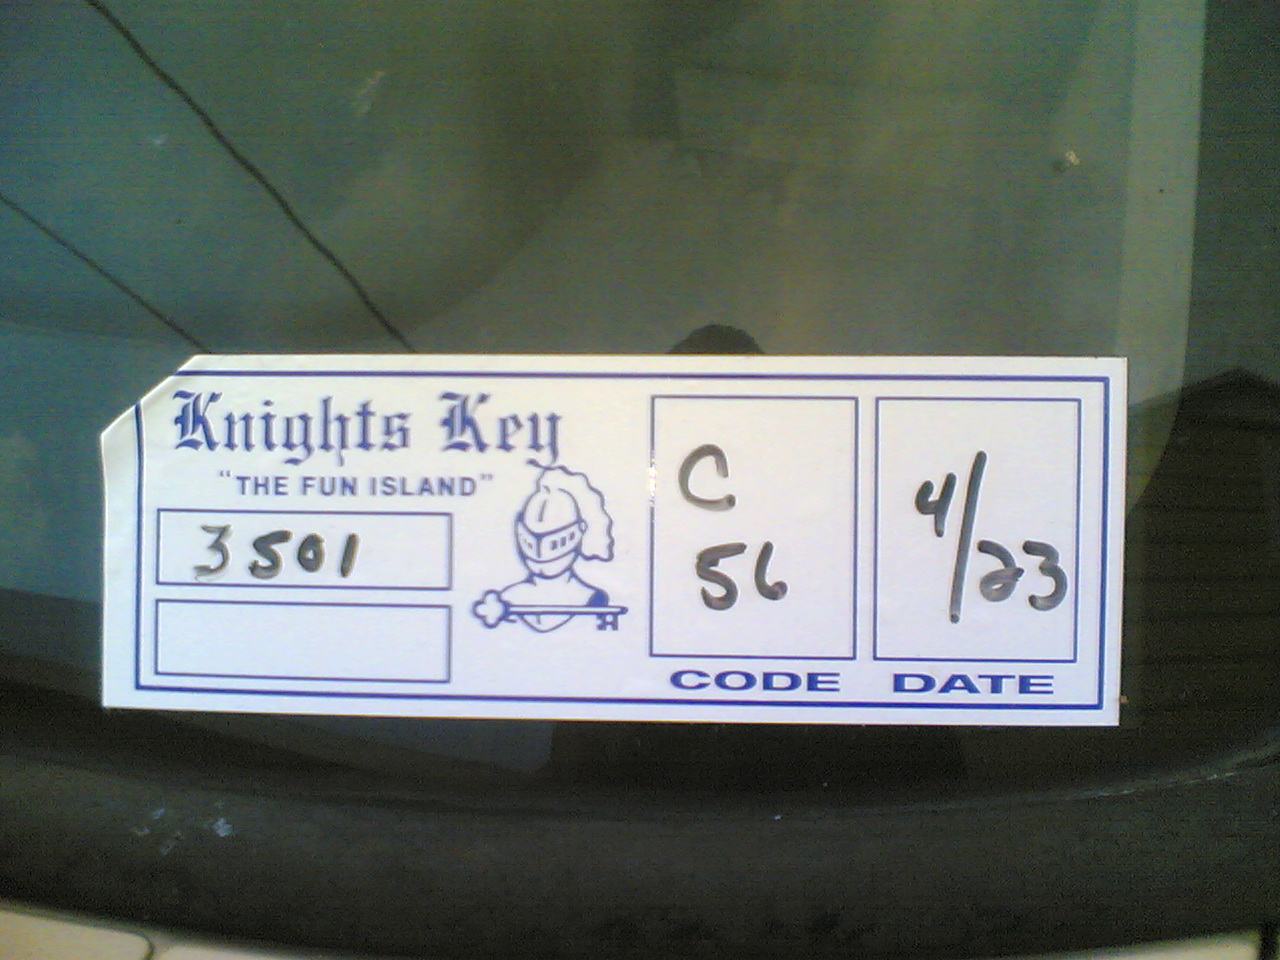 Knights Key
"THE FUN ISLAND"
3501
C
56
CODE
4/23
DATE